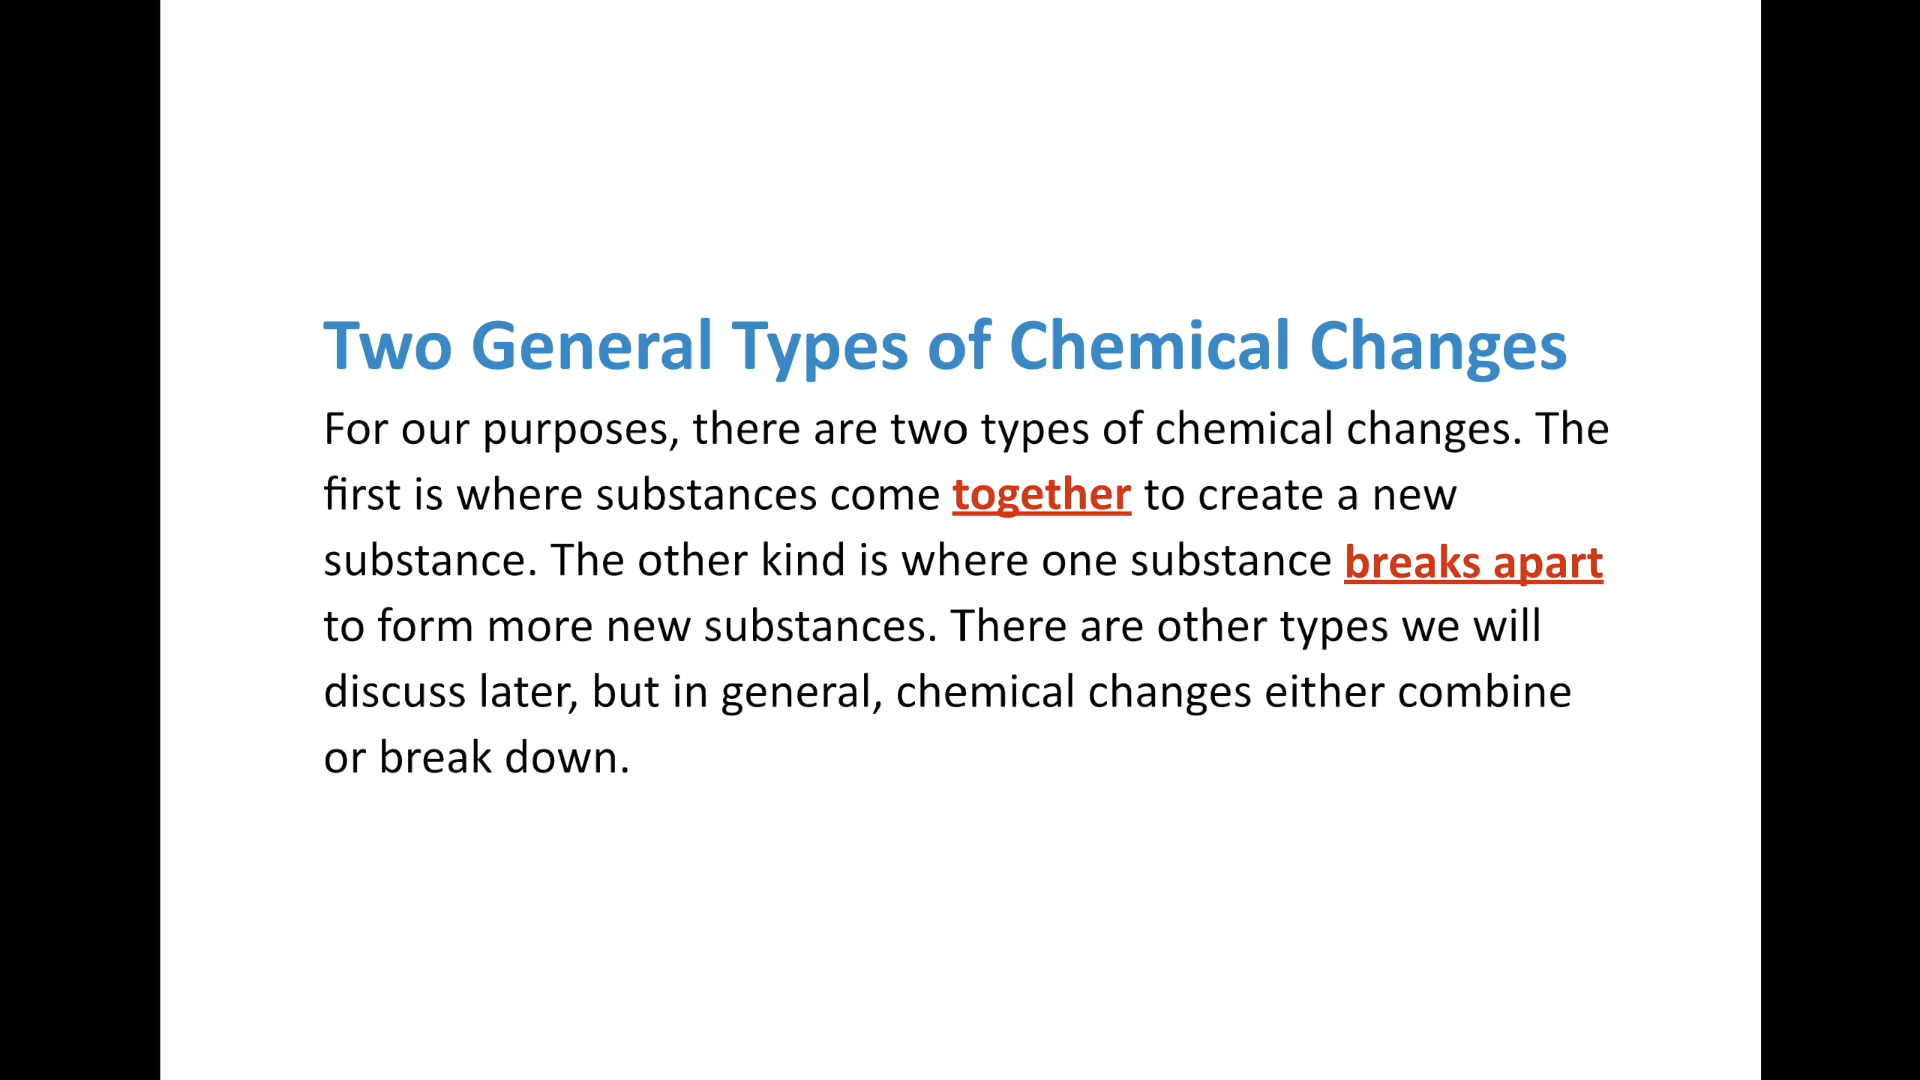 Two General Types of Chemical Changes
For our purposes, there are two types of chemical changes. The
first is where substances come together to create a new
substance. The other kind is where one substance breaks apart
to form more new substances. There are other types we will
discuss later, but in general, chemical changes either combine
or break down.